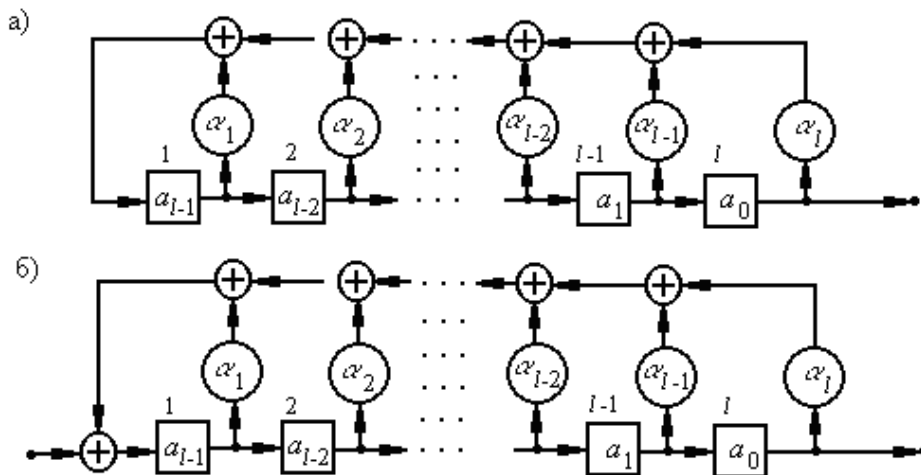 а)
+ + · · · + +
α₁ α₂ · · · αₗ₋₂ αₗ₋₁ αₗ
1 2 l-1 l
aₗ₋₁ aₗ₋₂ · · · a₁ a₀
б)
+ + · · · + +
α₁ α₂ · · · αₗ₋₂ αₗ₋₁ αₗ
1 2 l-1 l
+ aₗ₋₁ aₗ₋₂ · · · a₁ a₀